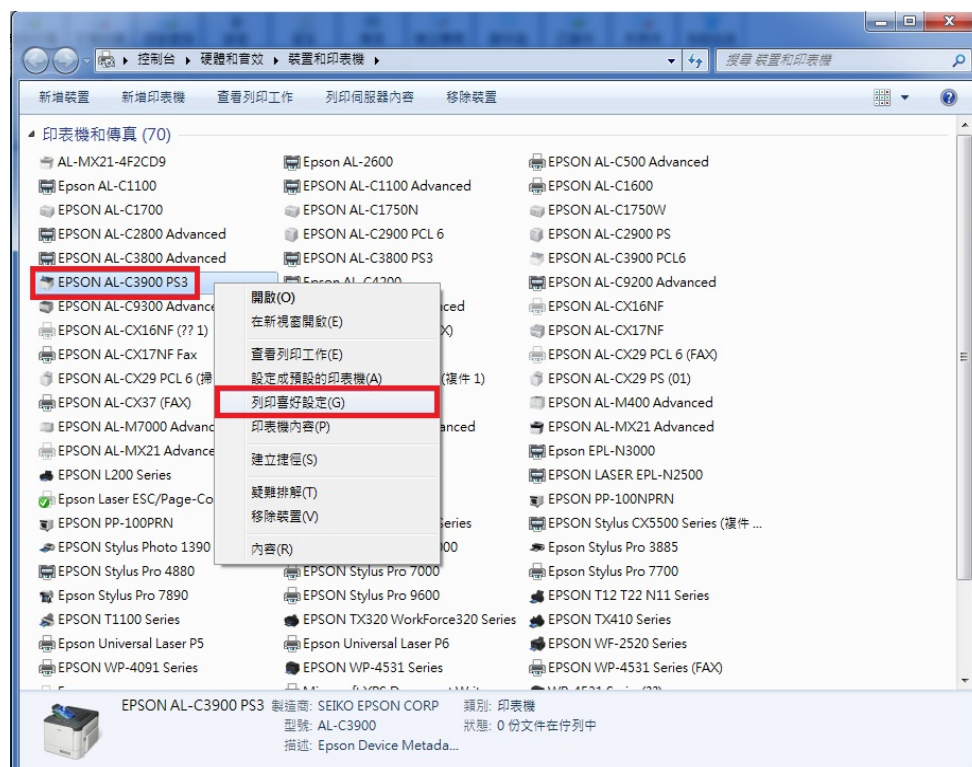 控制台 ▸ 硬體和音效 ▸ 裝置和印表機 ▸
搜尋 裝置和印表機
新增裝置 新增印表機 查看列印工作 列印伺服器內容 移除裝置
印表機和傳真 (70)
AL-MX21-4F2CD9 Epson AL-2600 EPSON AL-C500 Advanced
Epson AL-C1100 EPSON AL-C1100 Advanced EPSON AL-C1600
EPSON AL-C1700 EPSON AL-C1750N EPSON AL-C1750W
EPSON AL-C2800 Advanced EPSON AL-C2900 PCL 6 EPSON AL-C2900 PS
EPSON AL-C3800 Advanced EPSON AL-C3800 PS3 EPSON AL-C3900 PCL6
EPSON AL-C3900 PS3 Epson AL-C4200 EPSON AL-C9200 Advanced
EPSON AL-C9300 Advance 開啟(O) ced EPSON AL-CX16NF
EPSON AL-CX16NF (?? 1) 在新視窗開啟(E) X) EPSON AL-CX17NF
EPSON AL-CX17NF Fax 查看列印工作(E) EPSON AL-CX29 PCL 6 (FAX)
EPSON AL-CX29 PCL 6 (掃 設定成預設的印表機(A) (複件 1) EPSON AL-CX29 PS (01)
EPSON AL-CX37 (FAX) 列印喜好設定(G) EPSON AL-M400 Advanced
EPSON AL-M7000 Advanc 印表機內容(P) anced EPSON AL-MX21 Advanced
EPSON AL-MX21 Advance 建立捷徑(S) Epson EPL-N3000
EPSON L200 Series EPSON LASER EPL-N2500
Epson Laser ESC/Page-Co 疑難排解(T) EPSON PP-100NPRN
EPSON PP-100PRN 移除裝置(V) Series EPSON Stylus CX5500 Series (複件 ...
EPSON Stylus Photo 1390 內容(R) 00 Epson Stylus Pro 3885
EPSON Stylus Pro 4880 EPSON Stylus Pro 7000 Epson Stylus Pro 7700
Epson Stylus Pro 7890 EPSON Stylus Pro 9600 EPSON T12 T22 N11 Series
EPSON T1100 Series EPSON TX320 WorkForce320 Series EPSON TX410 Series
Epson Universal Laser P5 Epson Universal Laser P6 EPSON WF-2520 Series
EPSON WP-4091 Series EPSON WP-4531 Series EPSON WP-4531 Series (FAX)
EPSON AL-C3900 PS3 製造商: SEIKO EPSON CORP 類別: 印表機
型號: AL-C3900 狀態: 0 份文件在佇列中
描述: Epson Device Metada...